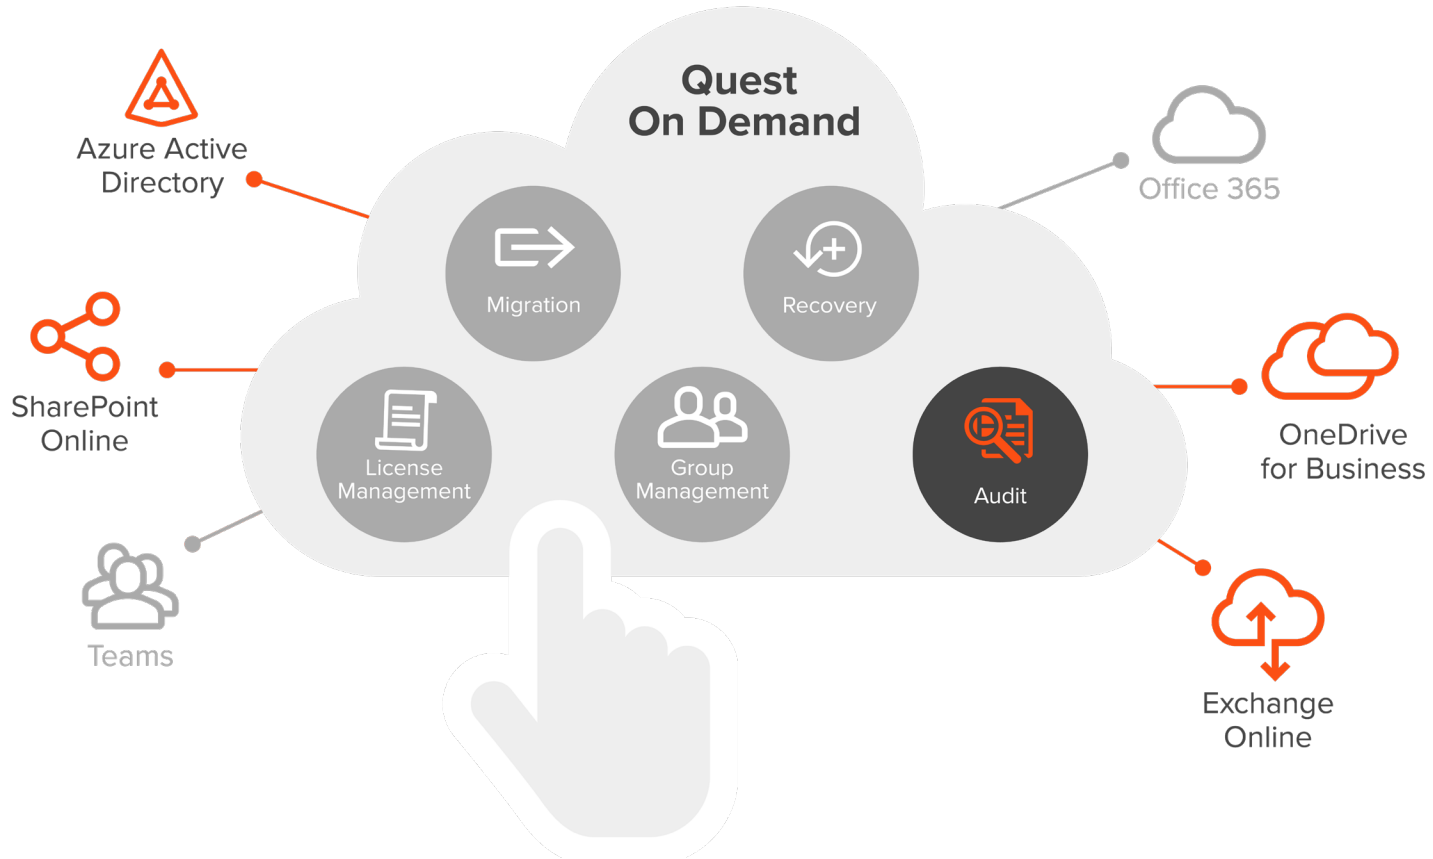 Quest
On Demand
Azure Active
Directory
Office 365
Migration
Recovery
SharePoint
Online
OneDrive
for Business
License
Management
Group
Management
Audit
Teams
Exchange
Online